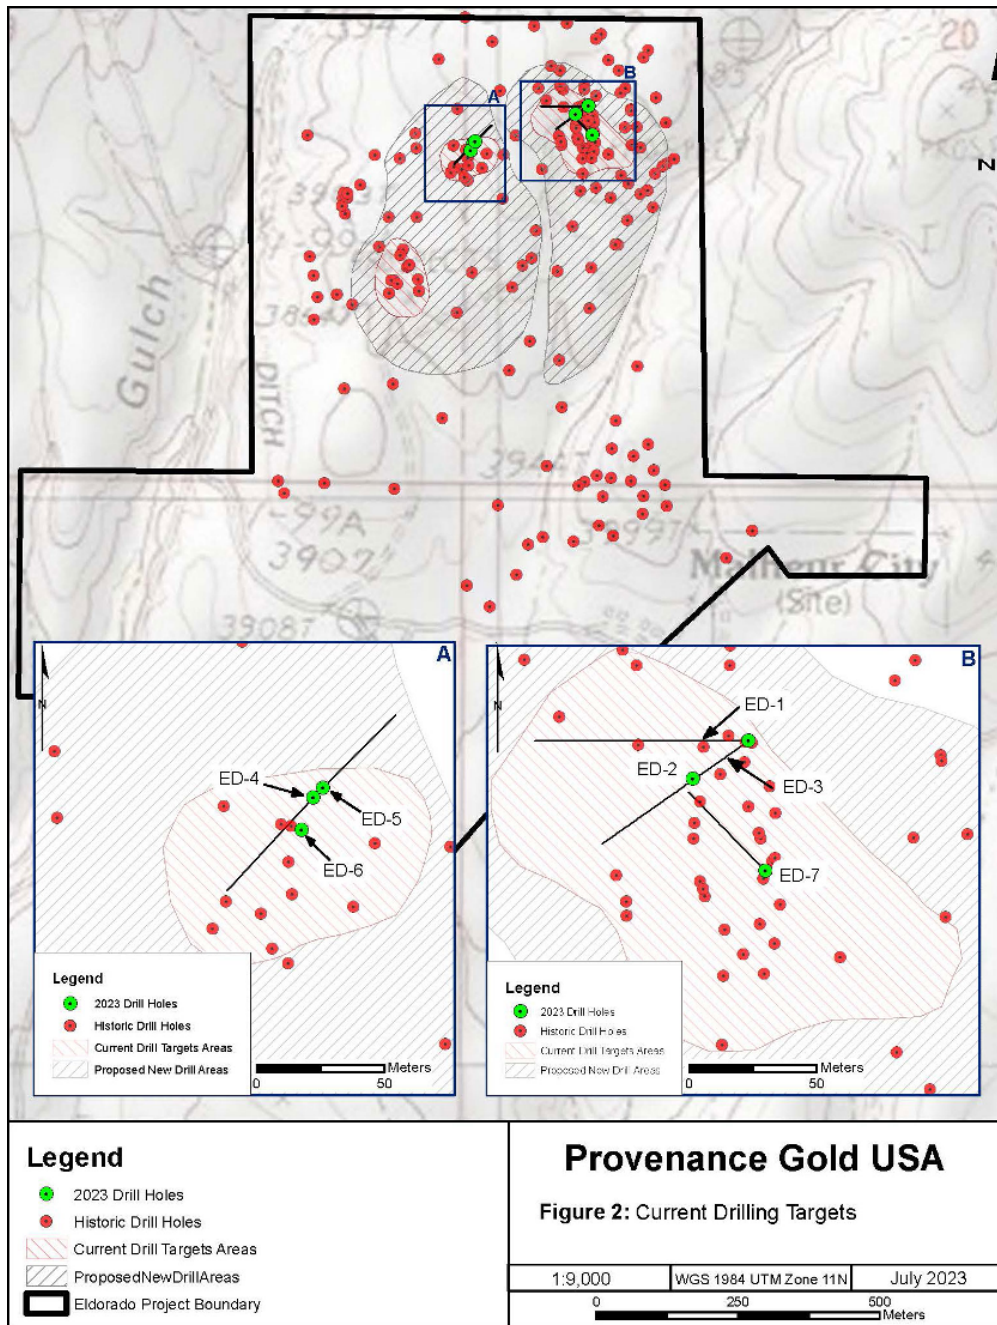 20
A
B
N
Gulch
DITCH
Malheur City
(Site)
A
N
ED-4
ED-5
ED-6
Legend
2023 Drill Holes
Historic Drill Holes
Current Drill Targets Areas
Proposed New Drill Areas
Meters
0
50
B
N
ED-1
ED-2
ED-3
ED-7
Legend
2023 Drill Holes
Historic Drill Holes
Current Drill Targets Areas
Proposed New Drill Areas
Meters
0
50
Legend
2023 Drill Holes
Historic Drill Holes
Current Drill Targets Areas
ProposedNewDrillAreas
Eldorado Project Boundary
Provenance Gold USA
Figure 2: Current Drilling Targets
1:9,000
WGS 1984 UTM Zone 11N
July 2023
0 250 500
Meters